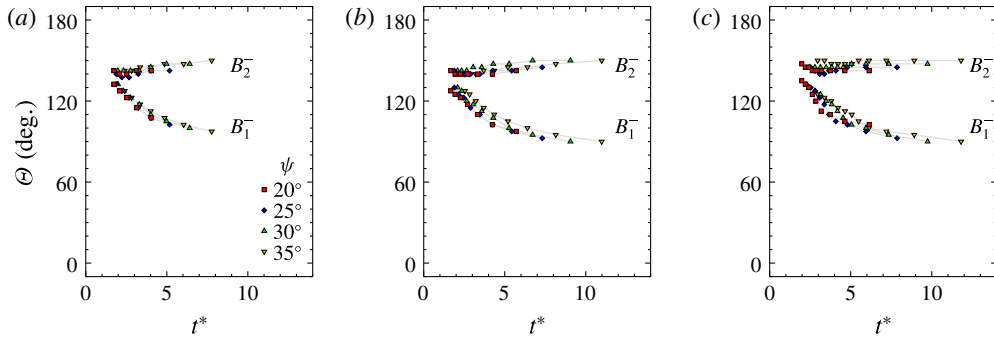 (a) (b) (c)
180 180 180
120 120 120
60 60 60
0 0 0
Θ (deg.)
B₂⁻ B₂⁻ B₂⁻
B₁⁻ B₁⁻ B₁⁻
ψ
20°
25°
30°
35°
0 5 10 0 5 10 0 5 10
t* t* t*